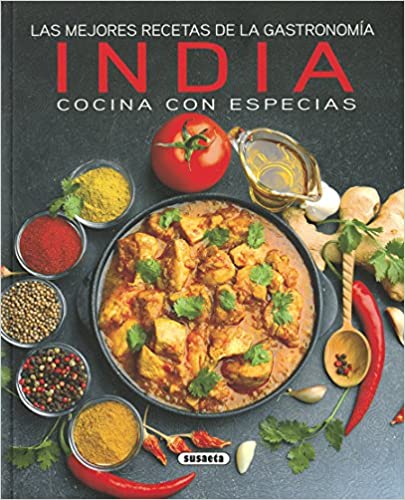 LAS MEJORES RECETAS DE LA GASTRONOMÍA
INDIA
COCINA CON ESPECIAS
susaeta